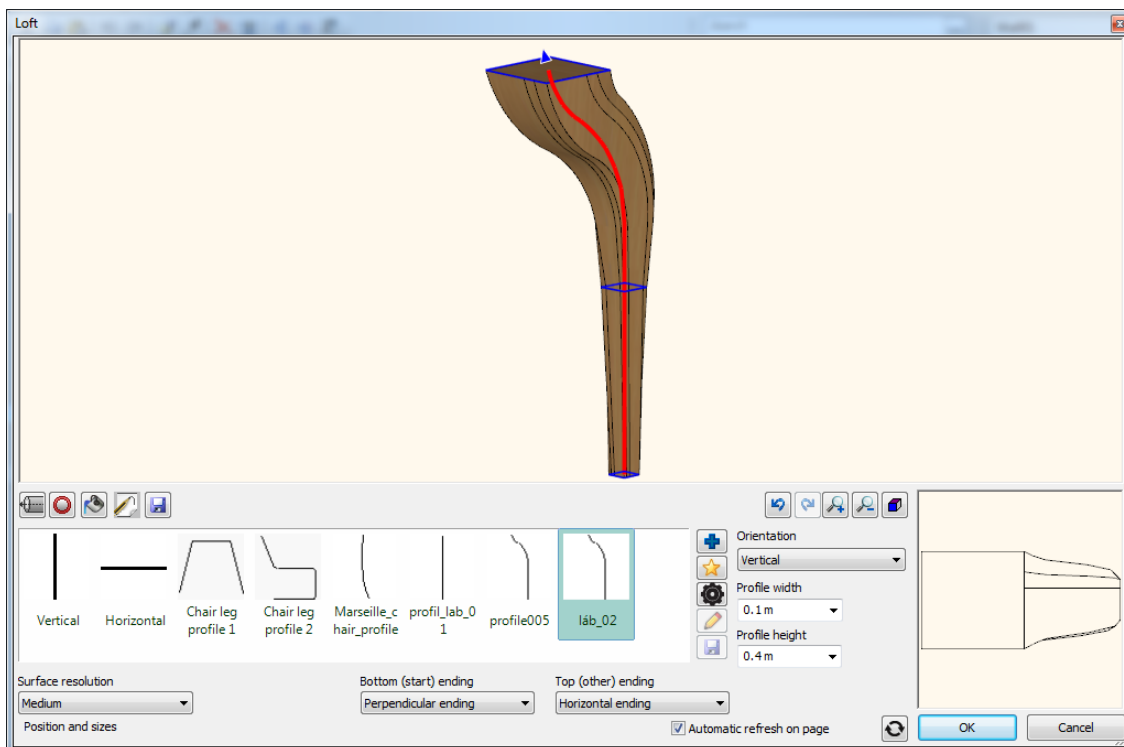 Loft
Orientation
Vertical
Vertical
Horizontal
Chair leg
profile 1
Chair leg
profile 2
Marseille_c
hair_profile
profil_lab_0
1
profile005
láb_02
Profile width
0.1 m
Profile height
0.4 m
Surface resolution
Medium
Bottom (start) ending
Perpendicular ending
Top (other) ending
Horizontal ending
Position and sizes
Automatic refresh on page
OK
Cancel